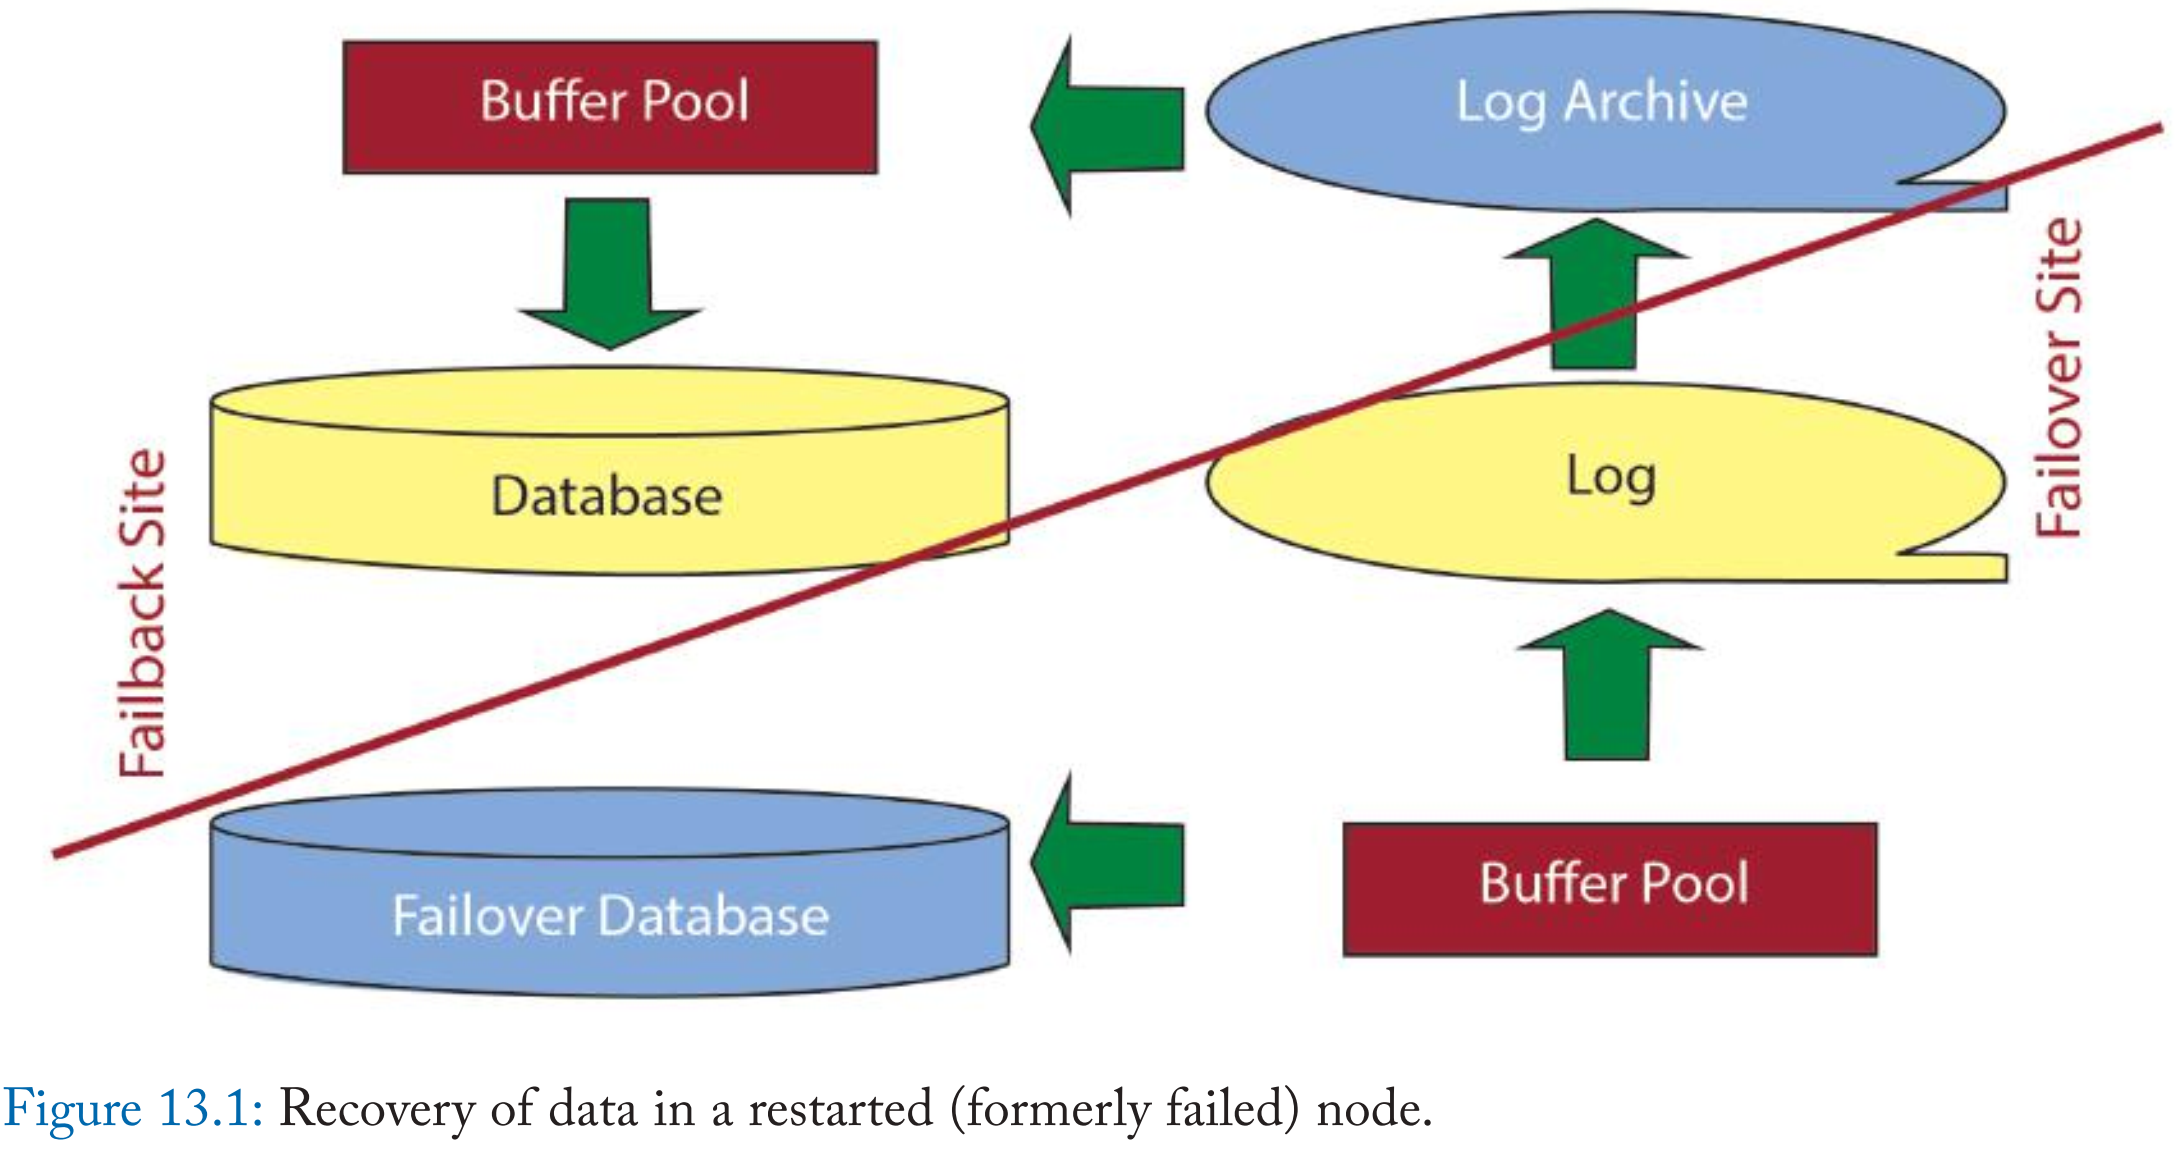 Buffer Pool
Log Archive
Failover Site
Database
Log
Failback Site
Failover Database
Buffer Pool
Figure 13.1: Recovery of data in a restarted (formerly failed) node.